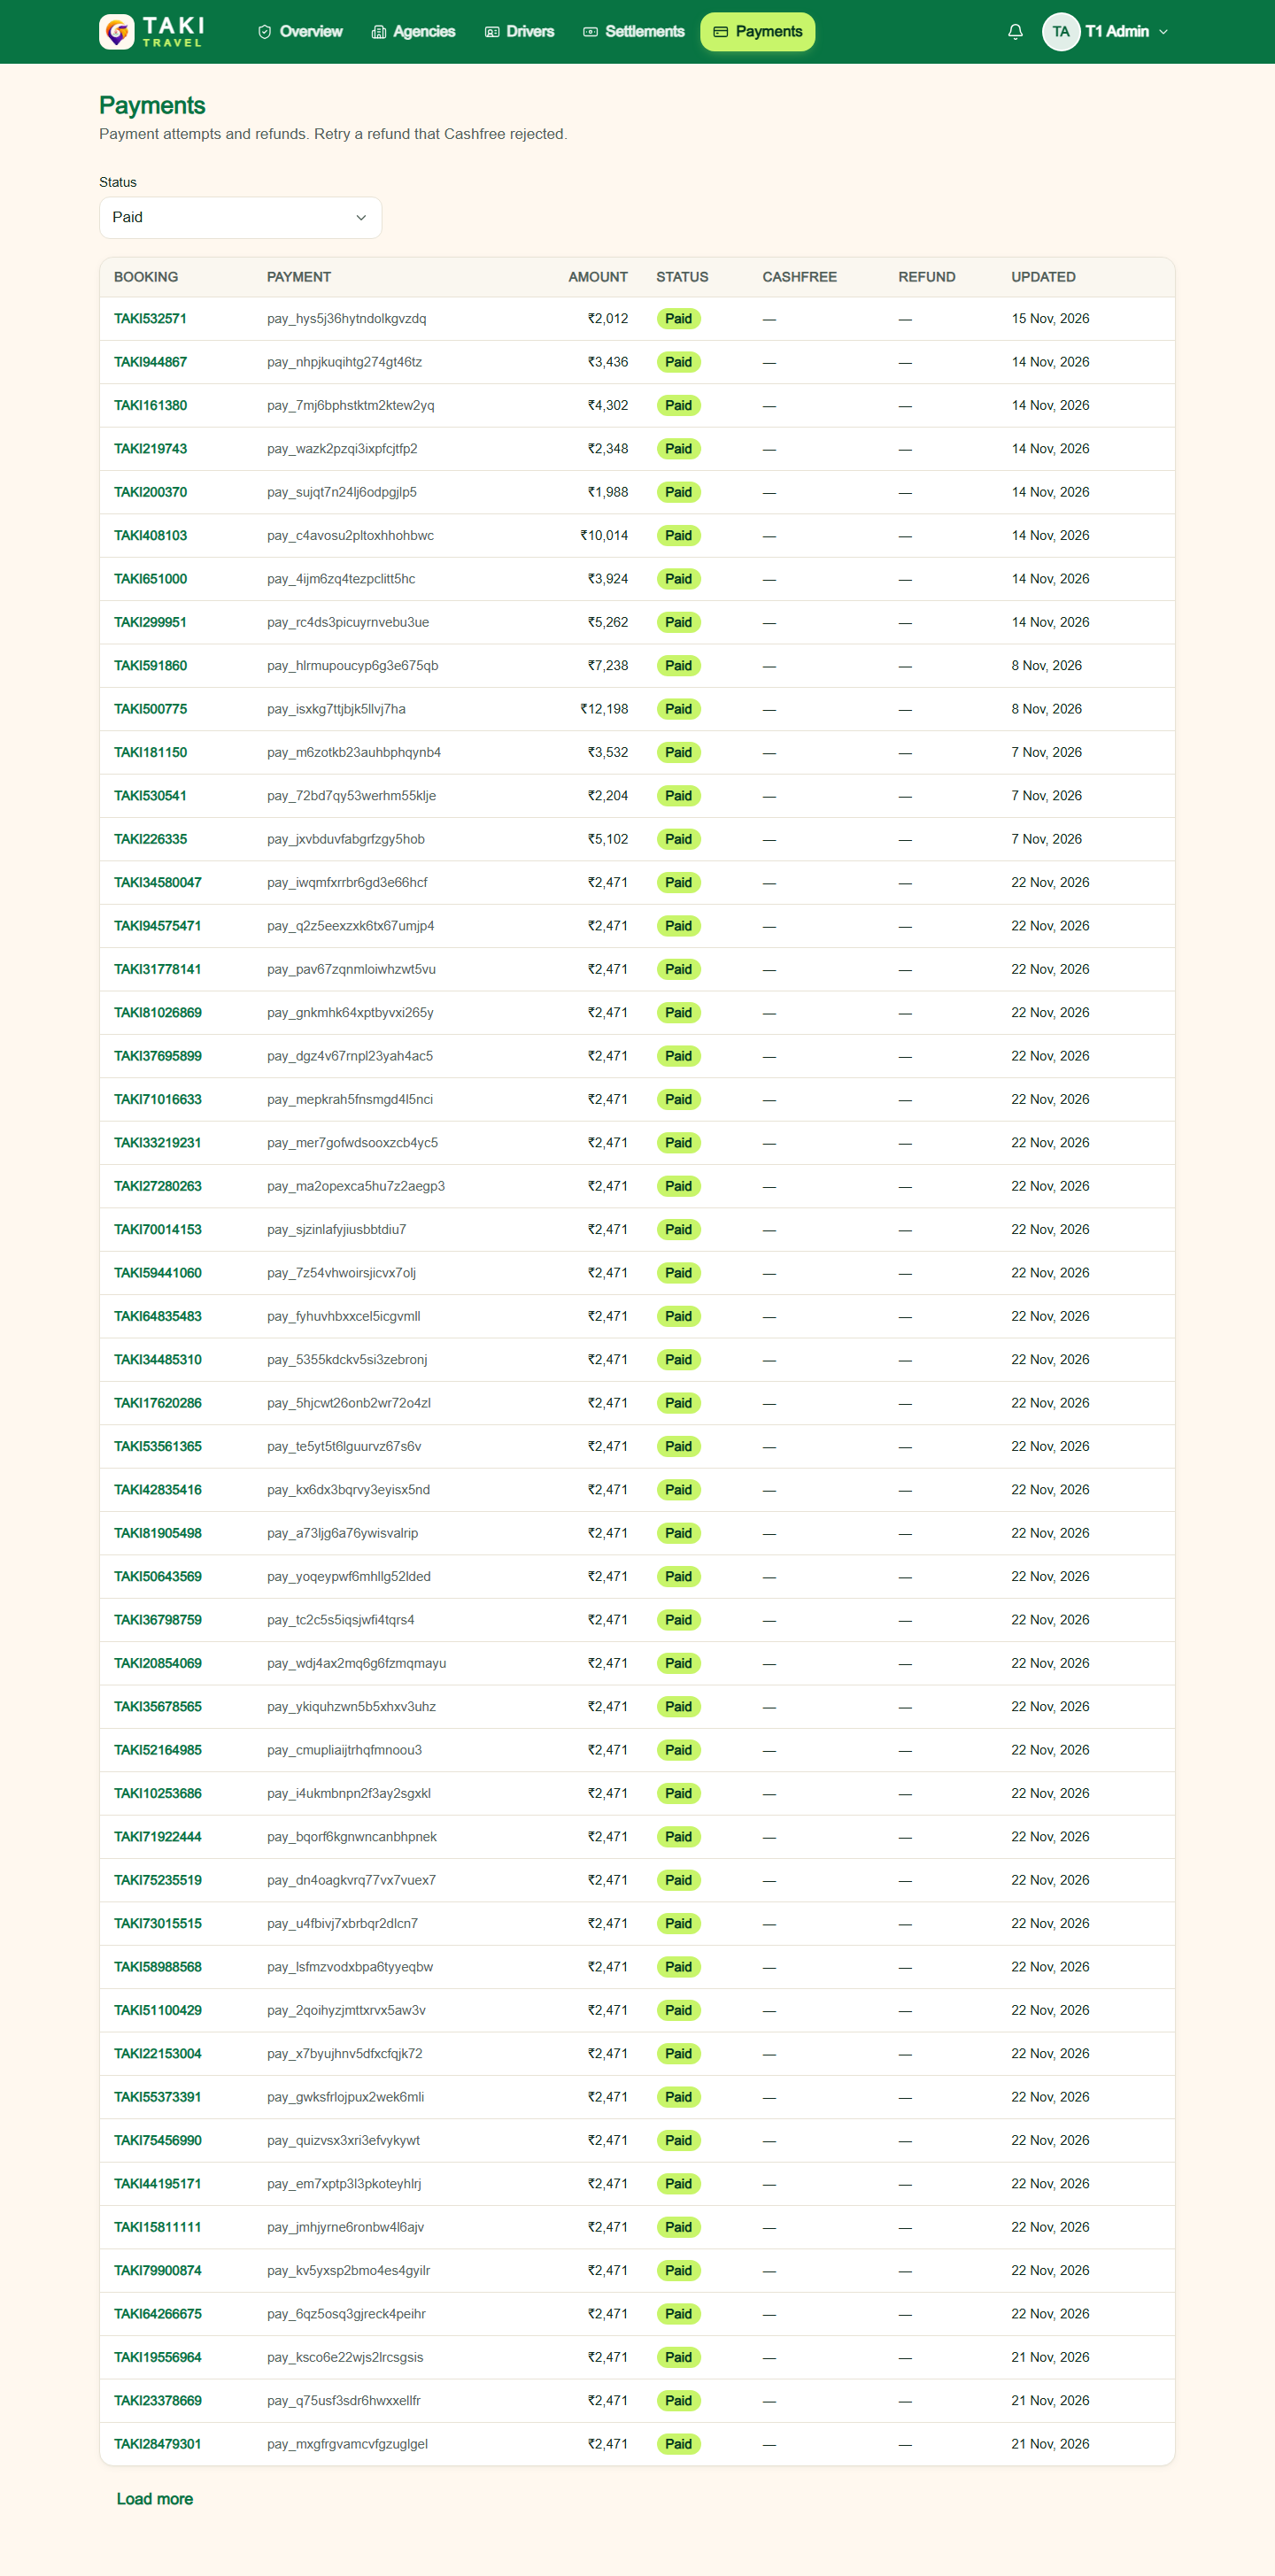 TAKI
TRAVEL
Overview Agencies Drivers Settlements Payments TA T1 Admin
Payments
Payment attempts and refunds. Retry a refund that Cashfree rejected.
Status
Paid
BOOKING PAYMENT AMOUNT STATUS CASHFREE REFUND UPDATED
TAKI532571 pay_hys5j36hytndolkgvzdq ₹2,012 Paid — — 15 Nov, 2026
TAKI944867 pay_nhpjkuqihtg274gt46tz ₹3,436 Paid — — 14 Nov, 2026
TAKI161380 pay_7mj6bphstktm2ktew2yq ₹4,302 Paid — — 14 Nov, 2026
TAKI219743 pay_wazk2pzqi3ixpfcjtfp2 ₹2,348 Paid — — 14 Nov, 2026
TAKI200370 pay_sujqt7n24lj6odpgjlp5 ₹1,988 Paid — — 14 Nov, 2026
TAKI408103 pay_c4avosu2pltoxhhohbwc ₹10,014 Paid — — 14 Nov, 2026
TAKI651000 pay_4ijm6zq4tezpclitt5hc ₹3,924 Paid — — 14 Nov, 2026
TAKI299951 pay_rc4ds3picuyrnvebu3ue ₹5,262 Paid — — 14 Nov, 2026
TAKI591860 pay_hlrmupoucyp6g3e675qb ₹7,238 Paid — — 8 Nov, 2026
TAKI500775 pay_isxkg7ttjbjk5llvj7ha ₹12,198 Paid — — 8 Nov, 2026
TAKI181150 pay_m6zotkb23auhbphqynb4 ₹3,532 Paid — — 7 Nov, 2026
TAKI530541 pay_72bd7qy53werhm55klje ₹2,204 Paid — — 7 Nov, 2026
TAKI226335 pay_jxvbduvfabgrfzgy5hob ₹5,102 Paid — — 7 Nov, 2026
TAKI34580047 pay_iwqmfxrrbr6gd3e66hcf ₹2,471 Paid — — 22 Nov, 2026
TAKI94575471 pay_q2z5eexzxk6tx67umjp4 ₹2,471 Paid — — 22 Nov, 2026
TAKI31778141 pay_pav67zqnmloiwhzwt5vu ₹2,471 Paid — — 22 Nov, 2026
TAKI81026869 pay_gnkmhk64xptbyvxi265y ₹2,471 Paid — — 22 Nov, 2026
TAKI37695899 pay_dgz4v67rnpl23yah4ac5 ₹2,471 Paid — — 22 Nov, 2026
TAKI71016633 pay_mepkrah5fnsmgd4l5nci ₹2,471 Paid — — 22 Nov, 2026
TAKI33219231 pay_mer7gofwdsooxzcb4yc5 ₹2,471 Paid — — 22 Nov, 2026
TAKI27280263 pay_ma2opexca5hu7z2aegp3 ₹2,471 Paid — — 22 Nov, 2026
TAKI70014153 pay_sjzinlafyjiusbbtdiu7 ₹2,471 Paid — — 22 Nov, 2026
TAKI59441060 pay_7z54vhwoirsjicvx7olj ₹2,471 Paid — — 22 Nov, 2026
TAKI64835483 pay_fyhuvhbxxcel5icgvmll ₹2,471 Paid — — 22 Nov, 2026
TAKI34485310 pay_5355kdckv5si3zebronj ₹2,471 Paid — — 22 Nov, 2026
TAKI17620286 pay_5hjcwt26onb2wr72o4zl ₹2,471 Paid — — 22 Nov, 2026
TAKI53561365 pay_te5yt5t6lguurvz67s6v ₹2,471 Paid — — 22 Nov, 2026
TAKI42835416 pay_kx6dx3bqrvy3eyisx5nd ₹2,471 Paid — — 22 Nov, 2026
TAKI81905498 pay_a73ljg6a76ywisvalrip ₹2,471 Paid — — 22 Nov, 2026
TAKI50643569 pay_yoqeypwf6mhllg52lded ₹2,471 Paid — — 22 Nov, 2026
TAKI36798759 pay_tc2c5s5iqsjwfi4tqrs4 ₹2,471 Paid — — 22 Nov, 2026
TAKI20854069 pay_wdj4ax2mq6g6fzmqmayu ₹2,471 Paid — — 22 Nov, 2026
TAKI35678565 pay_ykiquhzwn5b5xhxv3uhz ₹2,471 Paid — — 22 Nov, 2026
TAKI52164985 pay_cmupliaijtrhqfmnoou3 ₹2,471 Paid — — 22 Nov, 2026
TAKI10253686 pay_i4ukmbnpn2f3ay2sgxkl ₹2,471 Paid — — 22 Nov, 2026
TAKI71922444 pay_bqorf6kgnwncanbhpnek ₹2,471 Paid — — 22 Nov, 2026
TAKI75235519 pay_dn4oagkvrq77vx7vuex7 ₹2,471 Paid — — 22 Nov, 2026
TAKI73015515 pay_u4fbivj7xbrbqr2dlcn7 ₹2,471 Paid — — 22 Nov, 2026
TAKI58988568 pay_lsfmzvodxbpa6tyyeqbw ₹2,471 Paid — — 22 Nov, 2026
TAKI51100429 pay_2qoihyzjmttxrvx5aw3v ₹2,471 Paid — — 22 Nov, 2026
TAKI22153004 pay_x7byujhnv5dfxcfqjk72 ₹2,471 Paid — — 22 Nov, 2026
TAKI55373391 pay_gwksfrlojpux2wek6mli ₹2,471 Paid — — 22 Nov, 2026
TAKI75456990 pay_quizvsx3xri3efvykywt ₹2,471 Paid — — 22 Nov, 2026
TAKI44195171 pay_em7xptp3l3pkoteyhlrj ₹2,471 Paid — — 22 Nov, 2026
TAKI15811111 pay_jmhjyrne6ronbw4l6ajv ₹2,471 Paid — — 22 Nov, 2026
TAKI79900874 pay_kv5yxsp2bmo4es4gyilr ₹2,471 Paid — — 22 Nov, 2026
TAKI64266675 pay_6qz5osq3gjreck4peihr ₹2,471 Paid — — 22 Nov, 2026
TAKI19556964 pay_ksco6e22wjs2lrcsgsis ₹2,471 Paid — — 21 Nov, 2026
TAKI23378669 pay_q75usf3sdr6hwxxellfr ₹2,471 Paid — — 21 Nov, 2026
TAKI28479301 pay_mxgfrgvamcvfgzuglgel ₹2,471 Paid — — 21 Nov, 2026
Load more